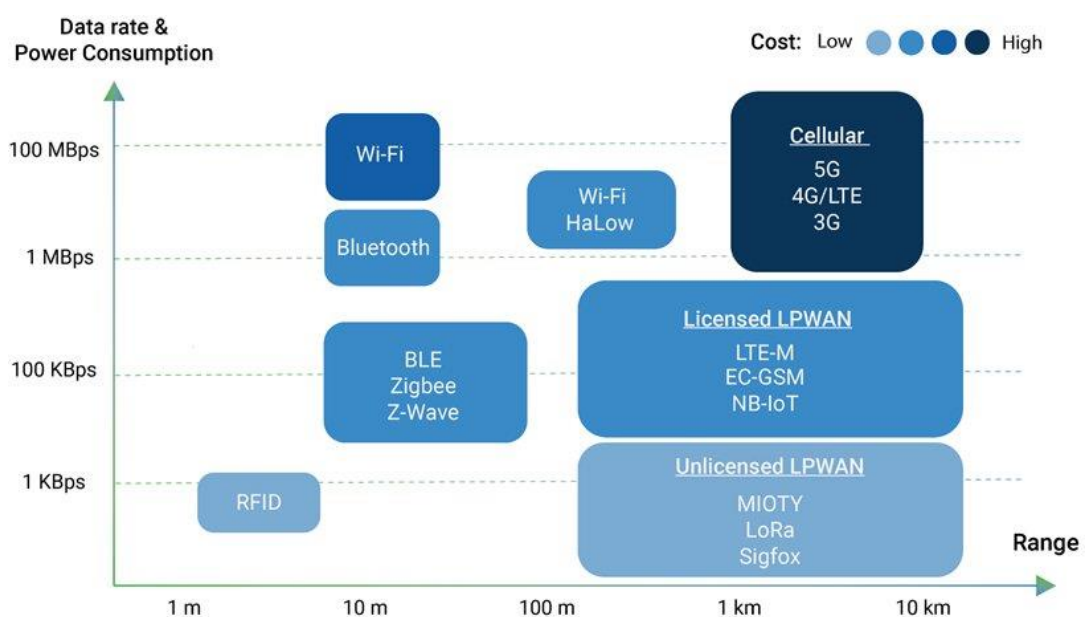 Data rate &
Power Consumption
Cost: Low High
100 MBps
Wi-Fi
Cellular
5G
4G/LTE
3G
Wi-Fi
HaLow
Bluetooth
1 MBps
Licensed LPWAN
LTE-M
EC-GSM
NB-IoT
100 KBps
BLE
Zigbee
Z-Wave
Unlicensed LPWAN
MIOTY
LoRa
Sigfox
1 KBps
RFID
Range
1 m 10 m 100 m 1 km 10 km